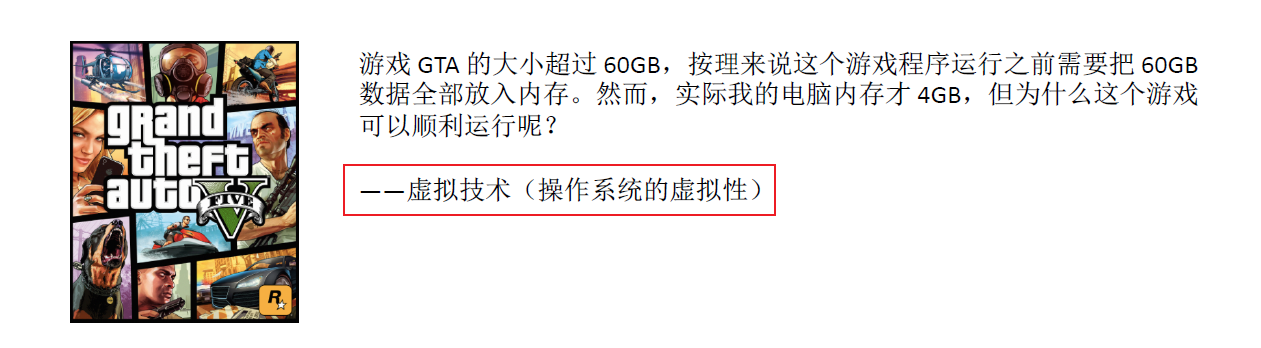 grand
theft
auto
V
FIVE
R
游戏 GTA 的大小超过 60GB，按理来说这个游戏程序运行之前需要把 60GB
数据全部放入内存。然而，实际我的电脑内存才 4GB，但为什么这个游戏
可以顺利运行呢？
——虚拟技术（操作系统的虚拟性）